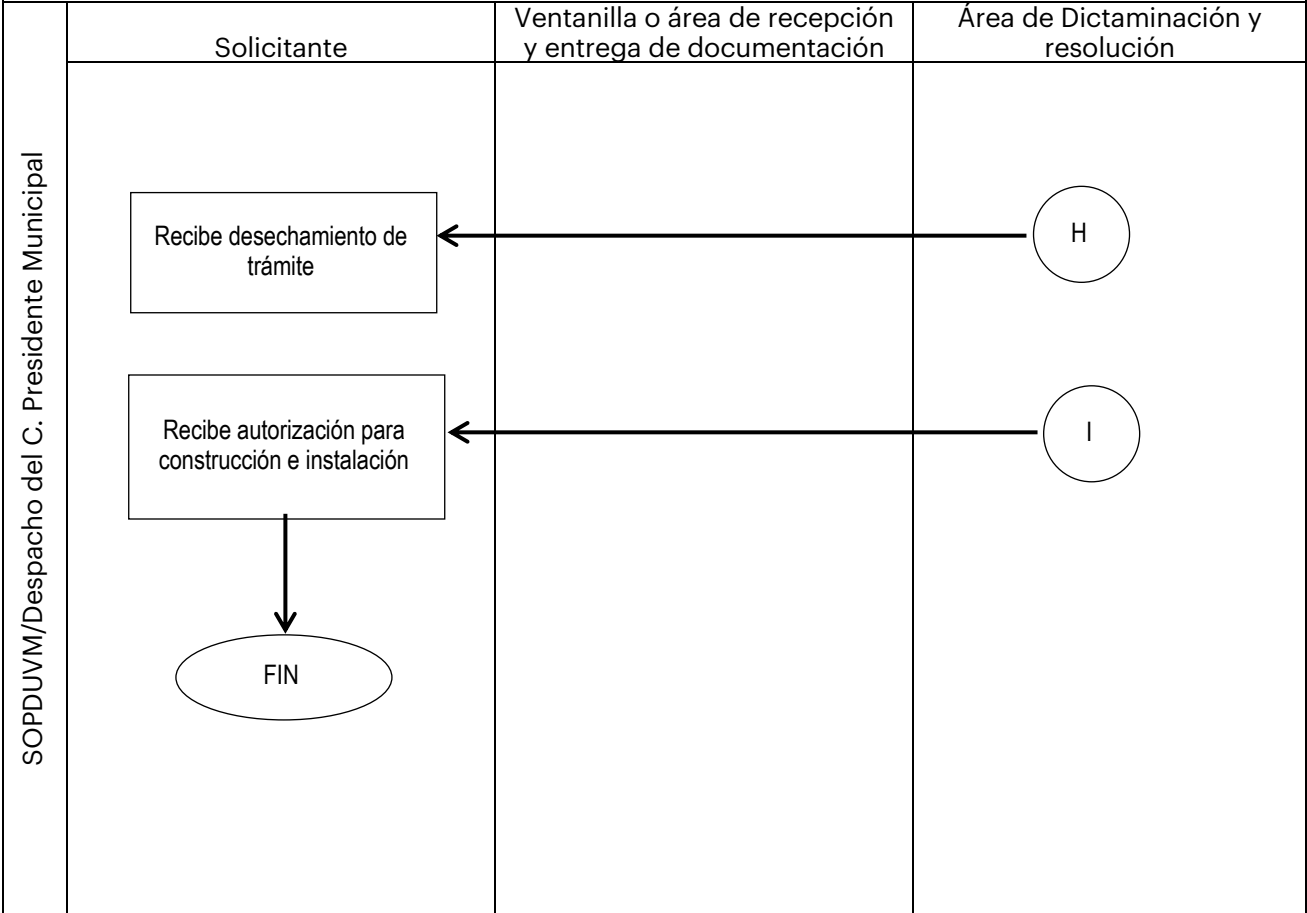 Solicitante
Ventanilla o área de recepción
y entrega de documentación
Área de Dictaminación y
resolución
SOPDUVM/Despacho del C. Presidente Municipal
Recibe desechamiento de
trámite
H
Recibe autorización para
construcción e instalación
I
FIN